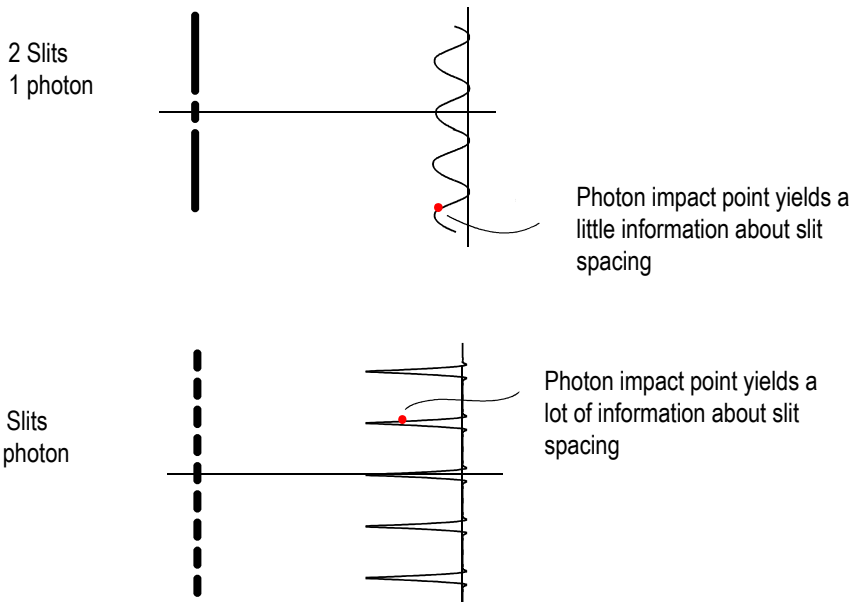 2 Slits
1 photon
Photon impact point yields a
little information about slit
spacing
Slits
photon
Photon impact point yields a
lot of information about slit
spacing